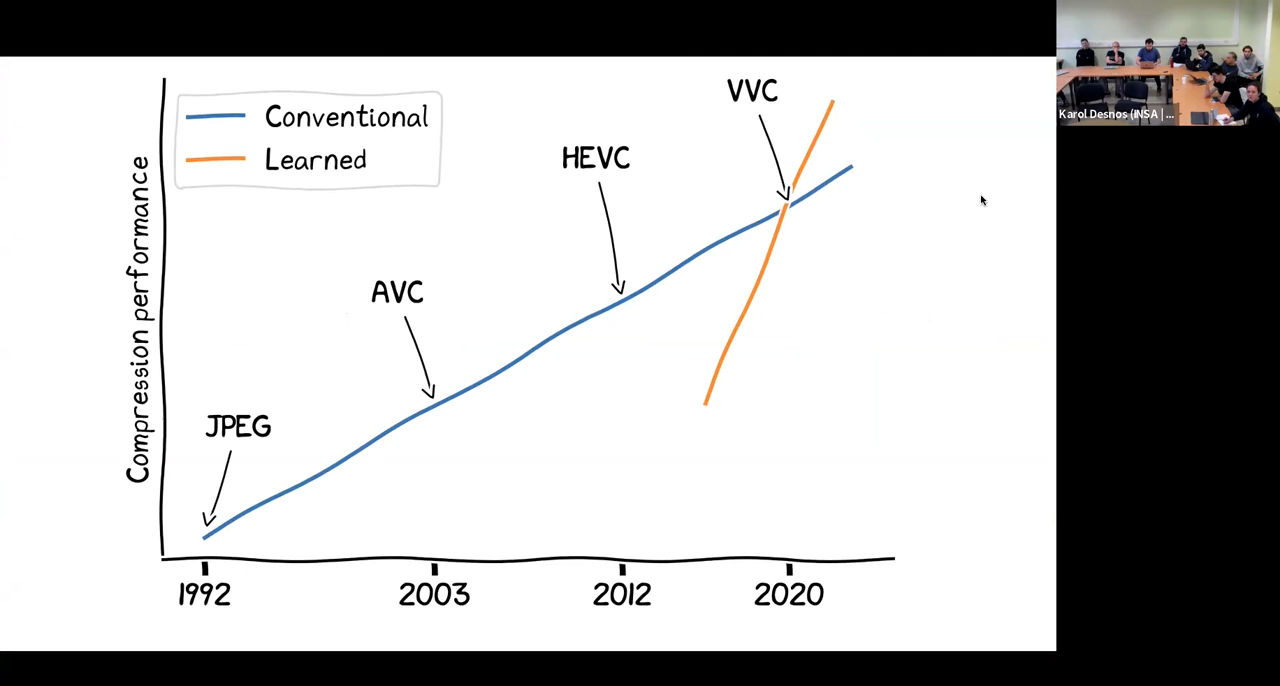 Conventional
Learned
VVC
HEVC
AVC
JPEG
Compression performance
1992
2003
2012
2020
Karol Desnos (INSA | ...